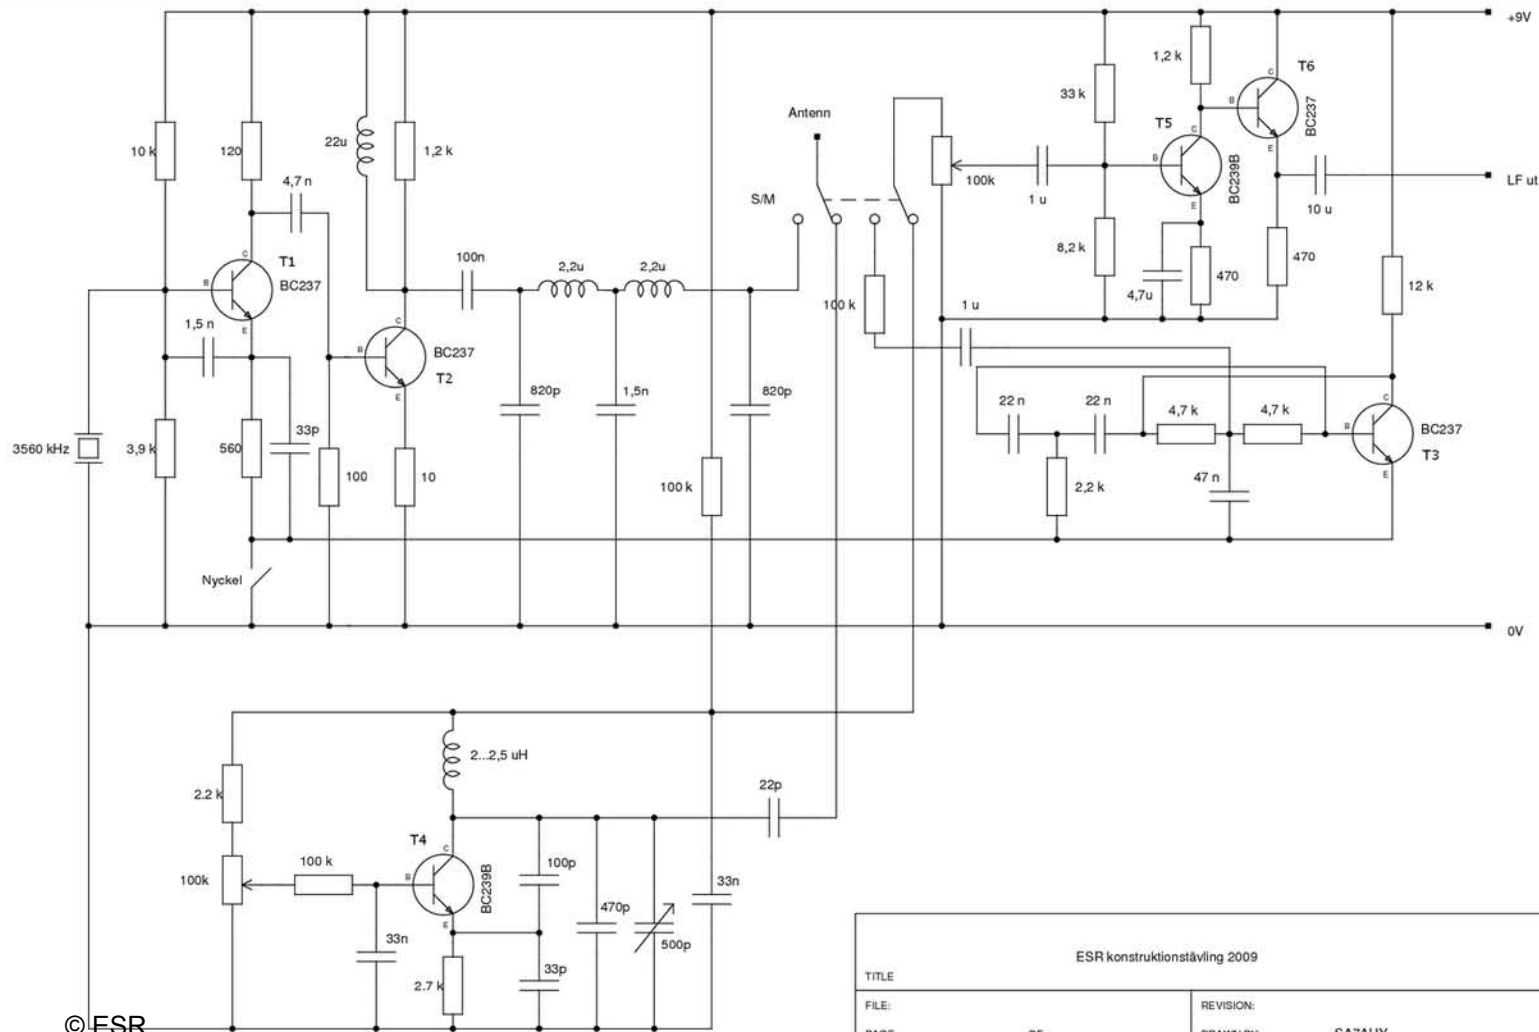 +9V
1,2 k
T6
C
B
BC237
E
33 k
Antenn
T5
C
B
BC239B
E
10 k
120
22u
1,2 k
4,7 n
100k
1 u
LF ut
10 u
S/M
8,2 k
470
470
4,7u
C
T1
B
BC237
E
100n
2,2u
2,2u
100 k
1 u
12 k
1,5 n
C
B
BC237
T2
E
820p
1,5n
820p
22 n
22 n
4,7 k
4,7 k
C
B
BC237
T3
E
3560 kHz
3,9 k
560
33p
100
10
100 k
2,2 k
47 n
Nyckel
0V
2...2,5 uH
2.2 k
22p
T4
C
B
BC239B
E
100k
100 k
100p
33n
470p
500p
33n
33p
2.7 k
ESR konstruktionstävling 2009
TITLE
FILE:
REVISION:
© ESR